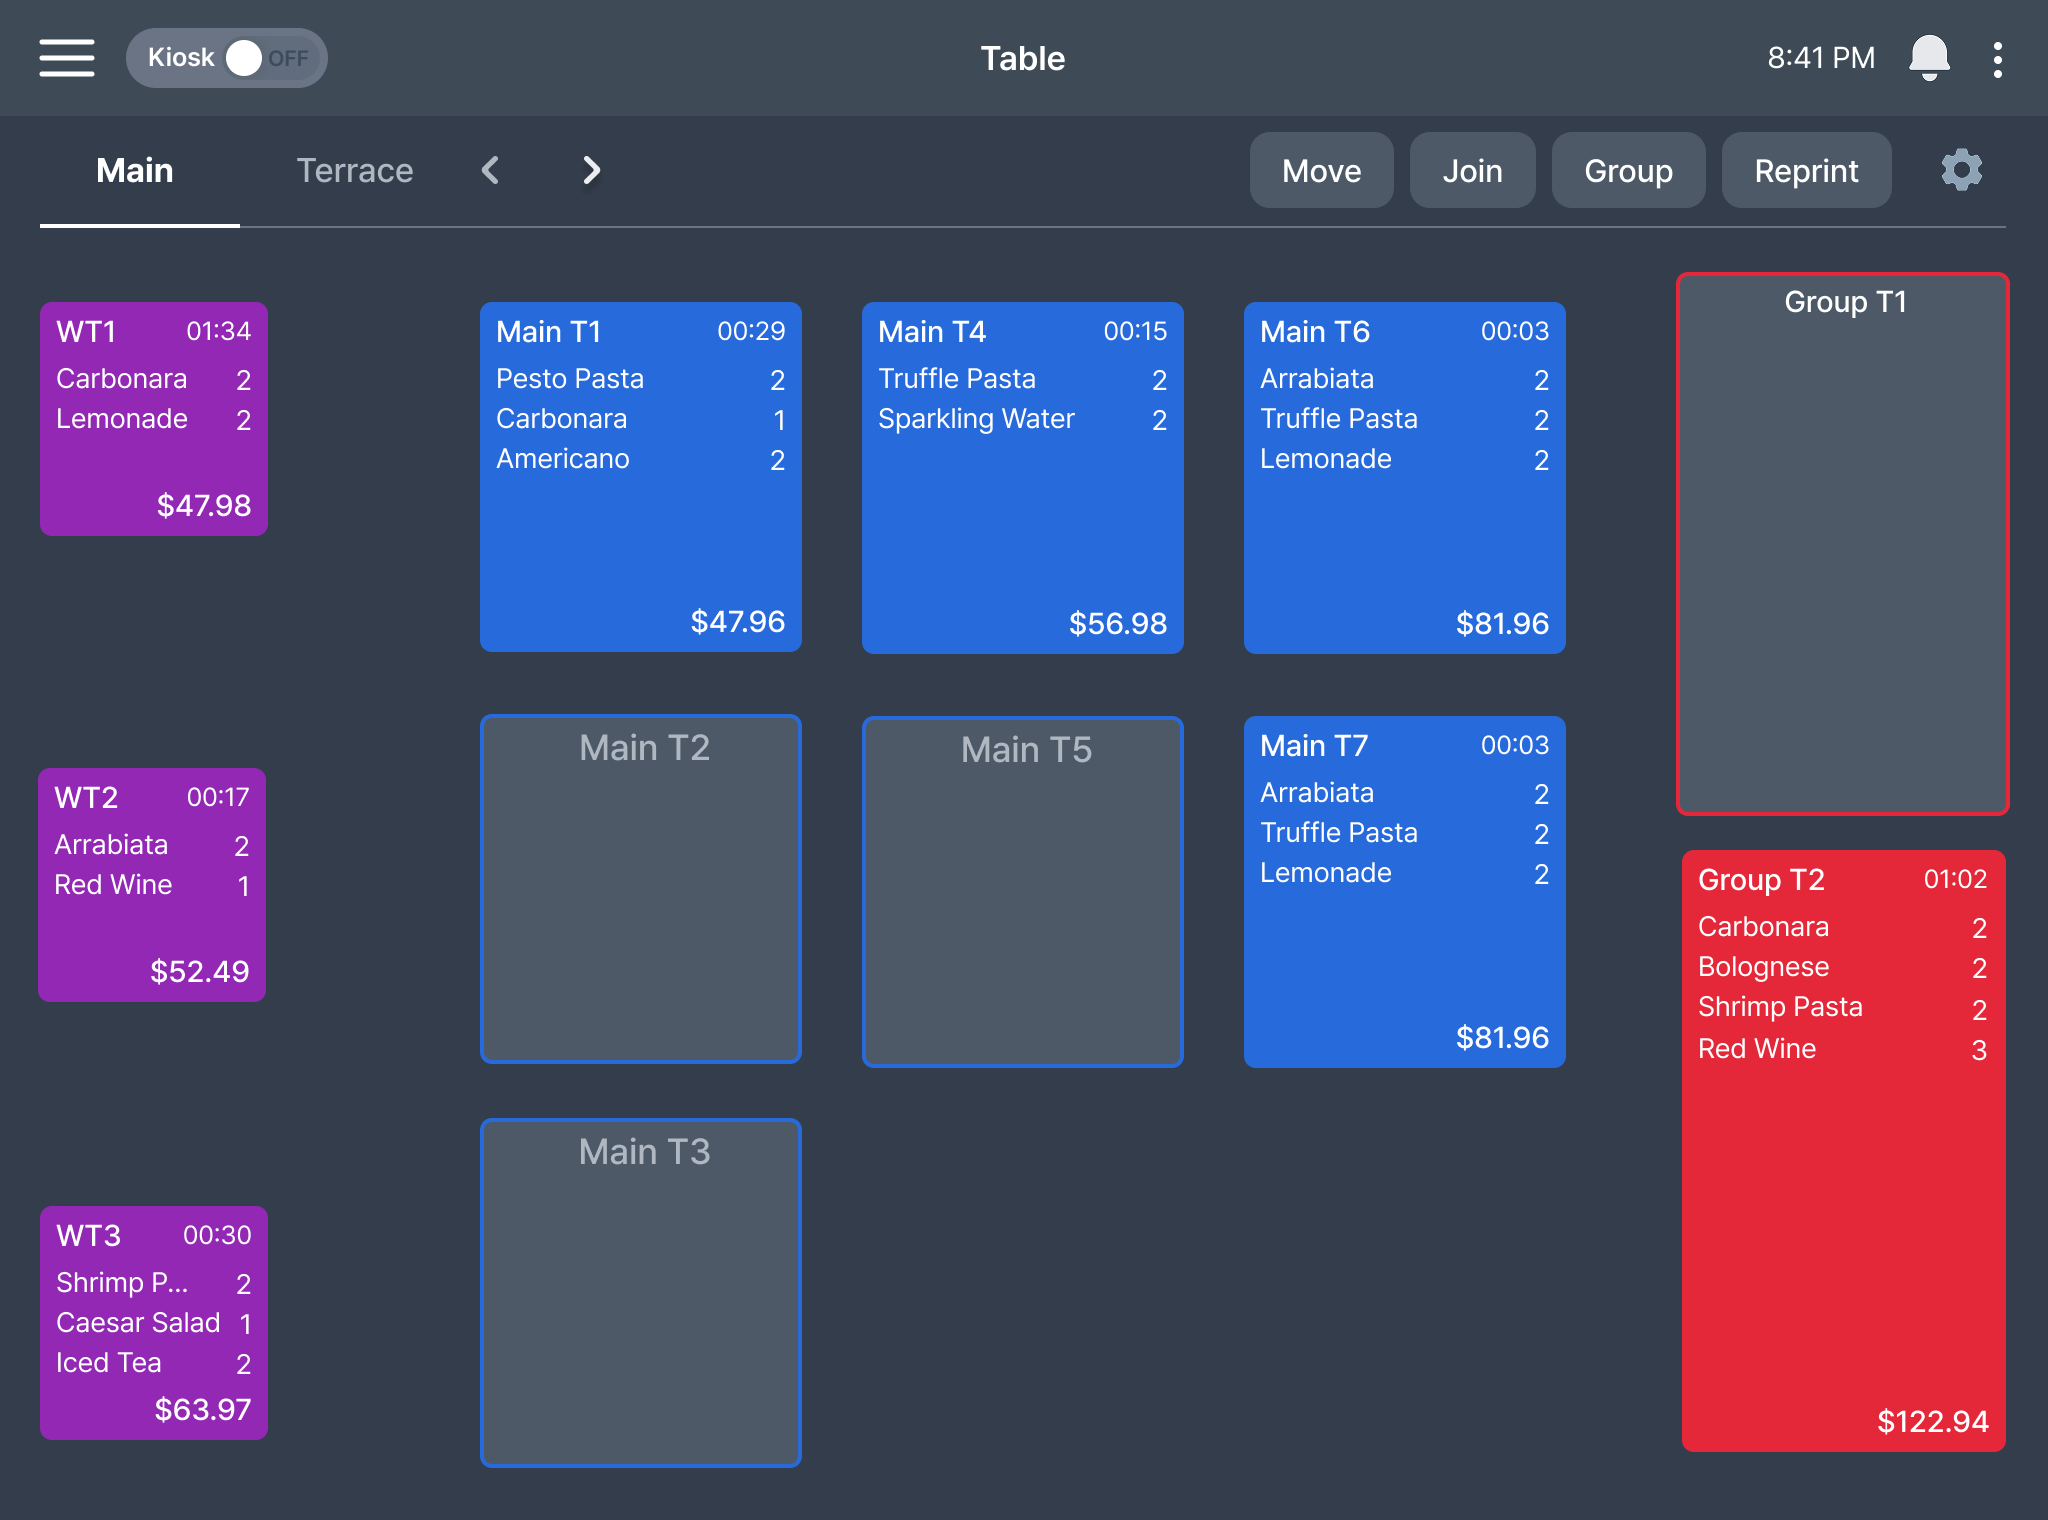 Kiosk OFF
Table
8:41 PM
Main
Terrace
Move
Join
Group
Reprint
WT1 01:34
Carbonara 2
Lemonade 2
$47.98
WT2 00:17
Arrabiata 2
Red Wine 1
$52.49
WT3 00:30
Shrimp P... 2
Caesar Salad 1
Iced Tea 2
$63.97
Main T1 00:29
Pesto Pasta 2
Carbonara 1
Americano 2
$47.96
Main T2
Main T3
Main T4 00:15
Truffle Pasta 2
Sparkling Water 2
$56.98
Main T5
Main T6 00:03
Arrabiata 2
Truffle Pasta 2
Lemonade 2
$81.96
Main T7 00:03
Arrabiata 2
Truffle Pasta 2
Lemonade 2
$81.96
Group T1
Group T2 01:02
Carbonara 2
Bolognese 2
Shrimp Pasta 2
Red Wine 3
$122.94